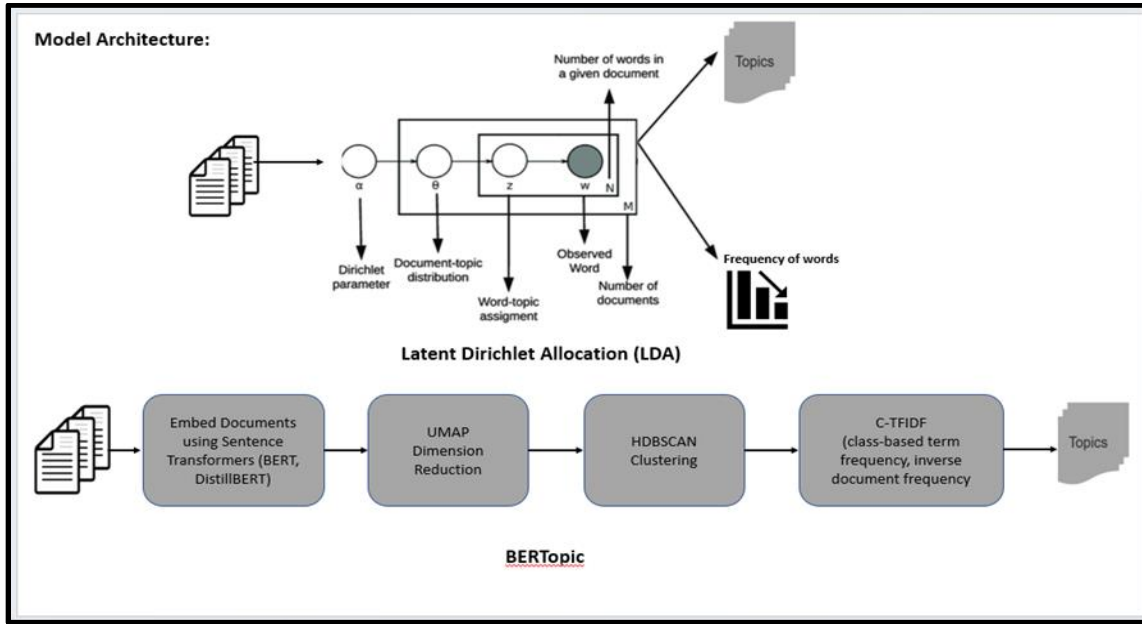 Model Architecture:
Number of words in
a given document
Topics
α
θ
z
w
N
M
Dirichlet
parameter
Document-topic
distribution
Word-topic
assigment
Observed
Word
Number of
documents
Frequency of words
Latent Dirichlet Allocation (LDA)
Embed Documents
using Sentence
Transformers (BERT,
DistillBERT)
UMAP
Dimension
Reduction
HDBSCAN
Clustering
C-TFIDF
(class-based term
frequency, inverse
document frequency
Topics
BERTopic